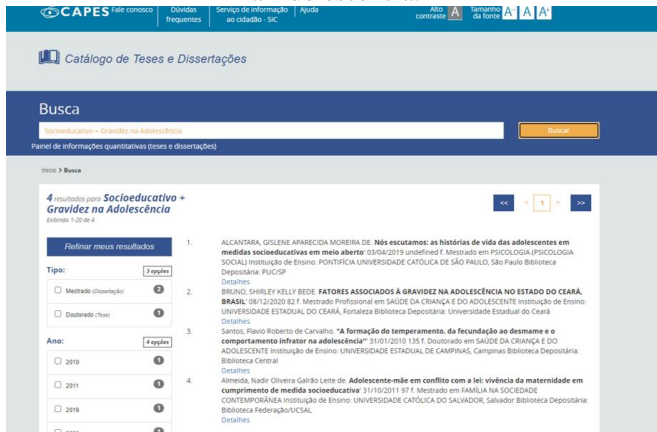 CAPES
Fale conosco
Dúvidas frequentes
Serviço de informação ao cidadão - SIC
Ajuda
Alto contraste A
Tamanho da fonte A- A A+
Catálogo de Teses e Dissertações
Busca
Socioeducativo + Gravidez na Adolescência
Buscar
Painel de informações quantitativas (teses e dissertações)
Início > Busca
4 resultados para Socioeducativo +
Gravidez na Adolescência
Exibindo 1-20 de 4
<< < 1 > >>
Refinar meus resultados
Tipo: 3 opções
Mestrado (Dissertação) 2
Doutorado (Tese) 1
Ano: 4 opções
2010 1
2011 1
2019 1
1. ALCANTARA, GISLENE APARECIDA MOREIRA DE. Nós escutamos: as histórias de vida das adolescentes em
medidas socioeducativas em meio aberto' 03/04/2019 undefined f. Mestrado em PSICOLOGIA (PSICOLOGIA
SOCIAL) Instituição de Ensino: PONTIFÍCIA UNIVERSIDADE CATÓLICA DE SÃO PAULO, São Paulo Biblioteca
Depositária: PUC/SP
Detalhes
2. BRUNO, SHIRLEY KELLY BEDE. FATORES ASSOCIADOS À GRAVIDEZ NA ADOLESCÊNCIA NO ESTADO DO CEARÁ,
BRASIL' 08/12/2020 82 f. Mestrado Profissional em SAÚDE DA CRIANÇA E DO ADOLESCENTE Instituição de Ensino:
UNIVERSIDADE ESTADUAL DO CEARÁ, Fortaleza Biblioteca Depositária: Universidade Estadual do Ceará
Detalhes
3. Santos, Flavio Roberto de Carvalho. "A formação do temperamento, da fecundação ao desmame e o
comportamento infrator na adolescência"' 31/01/2010 135 f. Doutorado em SAÚDE DA CRIANÇA E DO
ADOLESCENTE Instituição de Ensino: UNIVERSIDADE ESTADUAL DE CAMPINAS, Campinas Biblioteca Depositária:
Biblioteca Central
Detalhes
4. Almeida, Nadir Oliveira Galrão Leite de. Adolescente-mãe em conflito com a lei: vivência da maternidade em
cumprimento de medida socioeducativa' 31/10/2011 97 f. Mestrado em FAMÍLIA NA SOCIEDADE
CONTEMPORÂNEA Instituição de Ensino: UNIVERSIDADE CATÓLICA DO SALVADOR, Salvador Biblioteca Depositária:
Biblioteca Federação/UCSAL
Detalhes